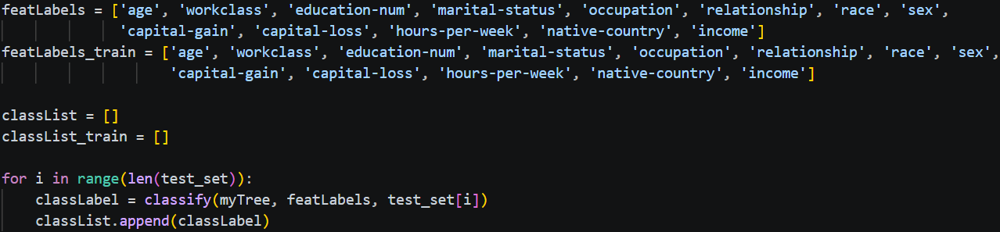 featLabels = ['age', 'workclass', 'education-num', 'marital-status', 'occupation', 'relationship', 'race', 'sex',
              'capital-gain', 'capital-loss', 'hours-per-week', 'native-country', 'income']
featLabels_train = ['age', 'workclass', 'education-num', 'marital-status', 'occupation', 'relationship', 'race', 'sex',
                    'capital-gain', 'capital-loss', 'hours-per-week', 'native-country', 'income']

classList = []
classList_train = []

for i in range(len(test_set)):
    classLabel = classify(myTree, featLabels, test_set[i])
    classList.append(classLabel)